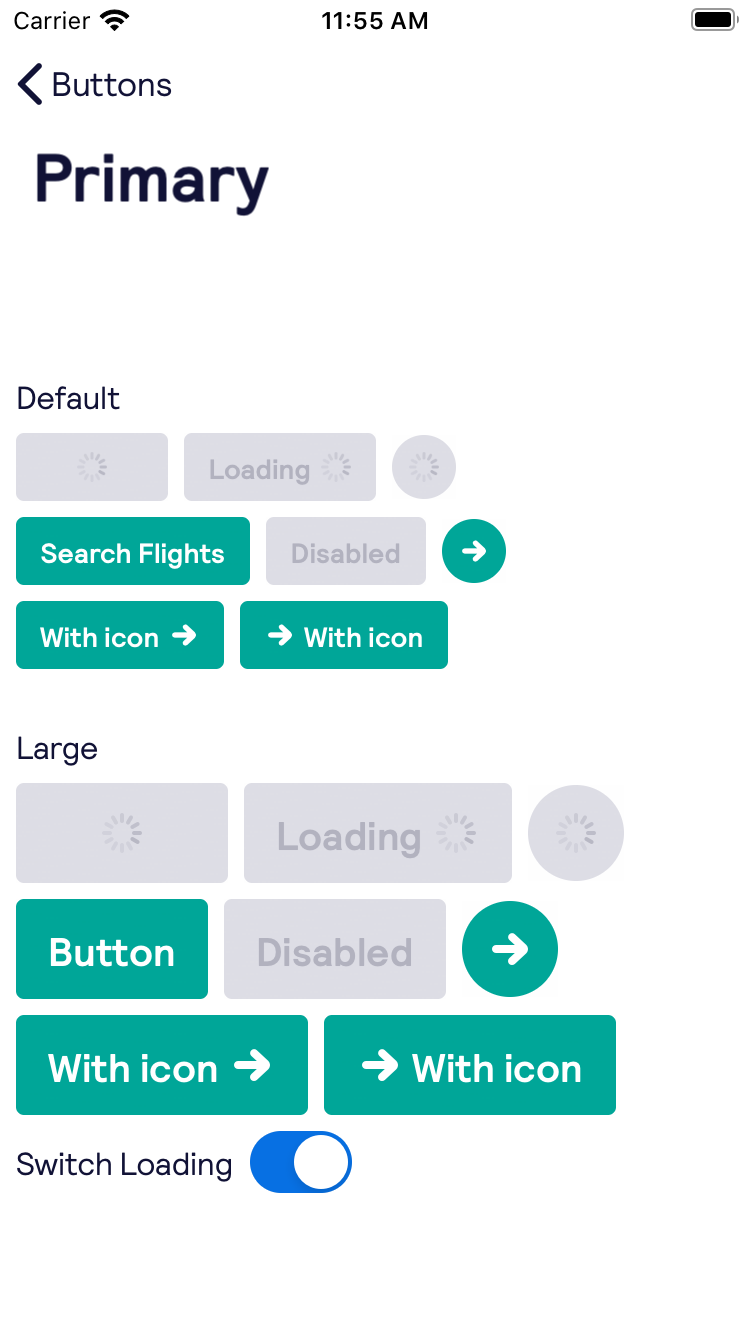 Carrier 11:55 AM
Buttons
Primary
Default
Loading
Search Flights Disabled
With icon With icon
Large
Loading
Button Disabled
With icon With icon
Switch Loading